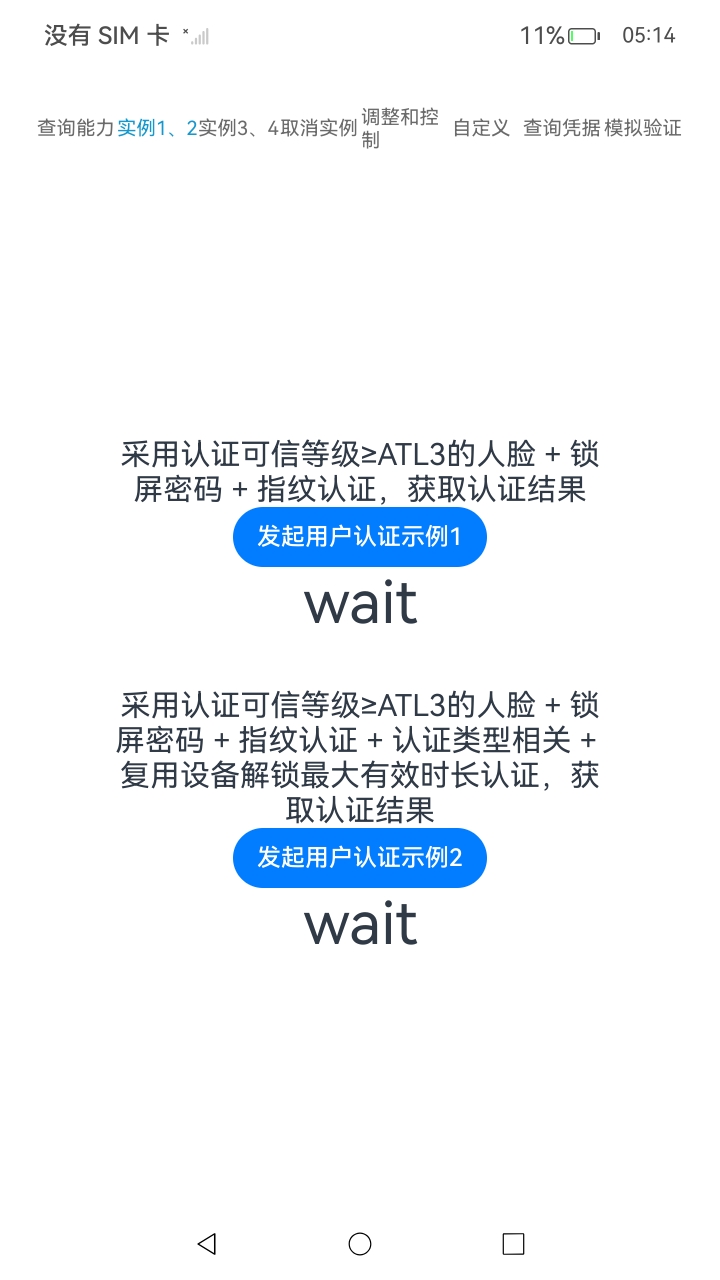 没有 SIM 卡
11%
05:14
查询能力 实例1、2 实例3、4 取消实例 调整和控制 自定义 查询凭据 模拟验证
采用认证可信等级≥ATL3的人脸 + 锁
屏密码 + 指纹认证，获取认证结果
发起用户认证示例1
wait
采用认证可信等级≥ATL3的人脸 + 锁
屏密码 + 指纹认证 + 认证类型相关 +
复用设备解锁最大有效时长认证，获
取认证结果
发起用户认证示例2
wait